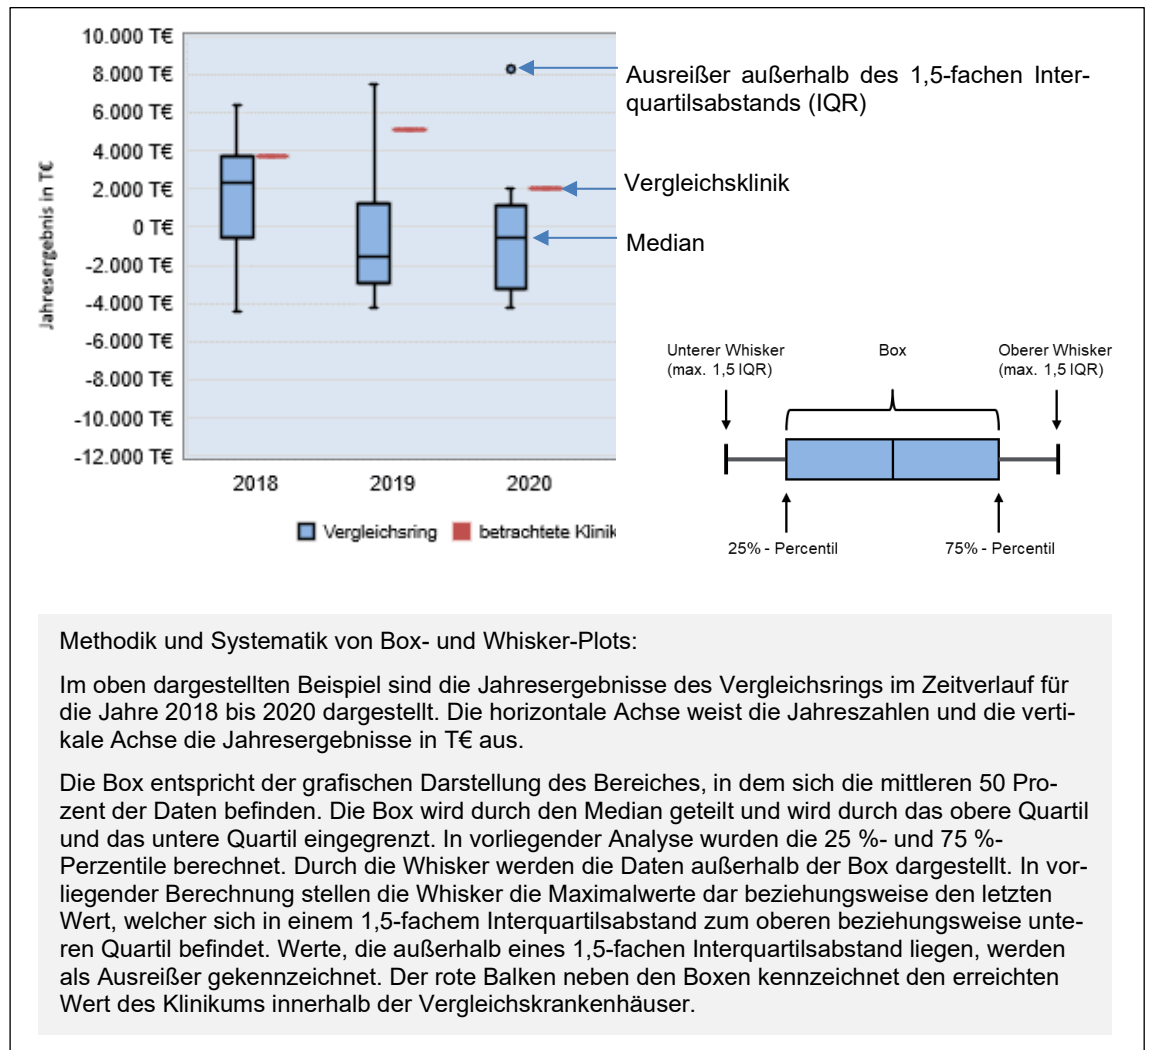 10.000 T€
8.000 T€
6.000 T€
4.000 T€
2.000 T€
0 T€
-2.000 T€
-4.000 T€
-6.000 T€
-8.000 T€
-10.000 T€
-12.000 T€
Jahresergebnis in T€
2018 2019 2020
Vergleichsring betrachtete Klinik
Ausreißer außerhalb des 1,5-fachen Inter-
quartilsabstands (IQR)
Vergleichsklinik
Median
Unterer Whisker
(max. 1,5 IQR)
Box
Oberer Whisker
(max. 1,5 IQR)
25% - Percentil
75% - Percentil
Methodik und Systematik von Box- und Whisker-Plots:
Im oben dargestellten Beispiel sind die Jahresergebnisse des Vergleichsrings im Zeitverlauf für
die Jahre 2018 bis 2020 dargestellt. Die horizontale Achse weist die Jahreszahlen und die verti-
kale Achse die Jahresergebnisse in T€ aus.
Die Box entspricht der grafischen Darstellung des Bereiches, in dem sich die mittleren 50 Pro-
zent der Daten befinden. Die Box wird durch den Median geteilt und wird durch das obere Quartil
und das untere Quartil eingegrenzt. In vorliegender Analyse wurden die 25 %- und 75 %-
Perzentile berechnet. Durch die Whisker werden die Daten außerhalb der Box dargestellt. In vor-
liegender Berechnung stellen die Whisker die Maximalwerte dar beziehungsweise den letzten
Wert, welcher sich in einem 1,5-fachem Interquartilsabstand zum oberen beziehungsweise unte-
ren Quartil befindet. Werte, die außerhalb eines 1,5-fachen Interquartilsabstand liegen, werden
als Ausreißer gekennzeichnet. Der rote Balken neben den Boxen kennzeichnet den erreichten
Wert des Klinikums innerhalb der Vergleichskrankenhäuser.